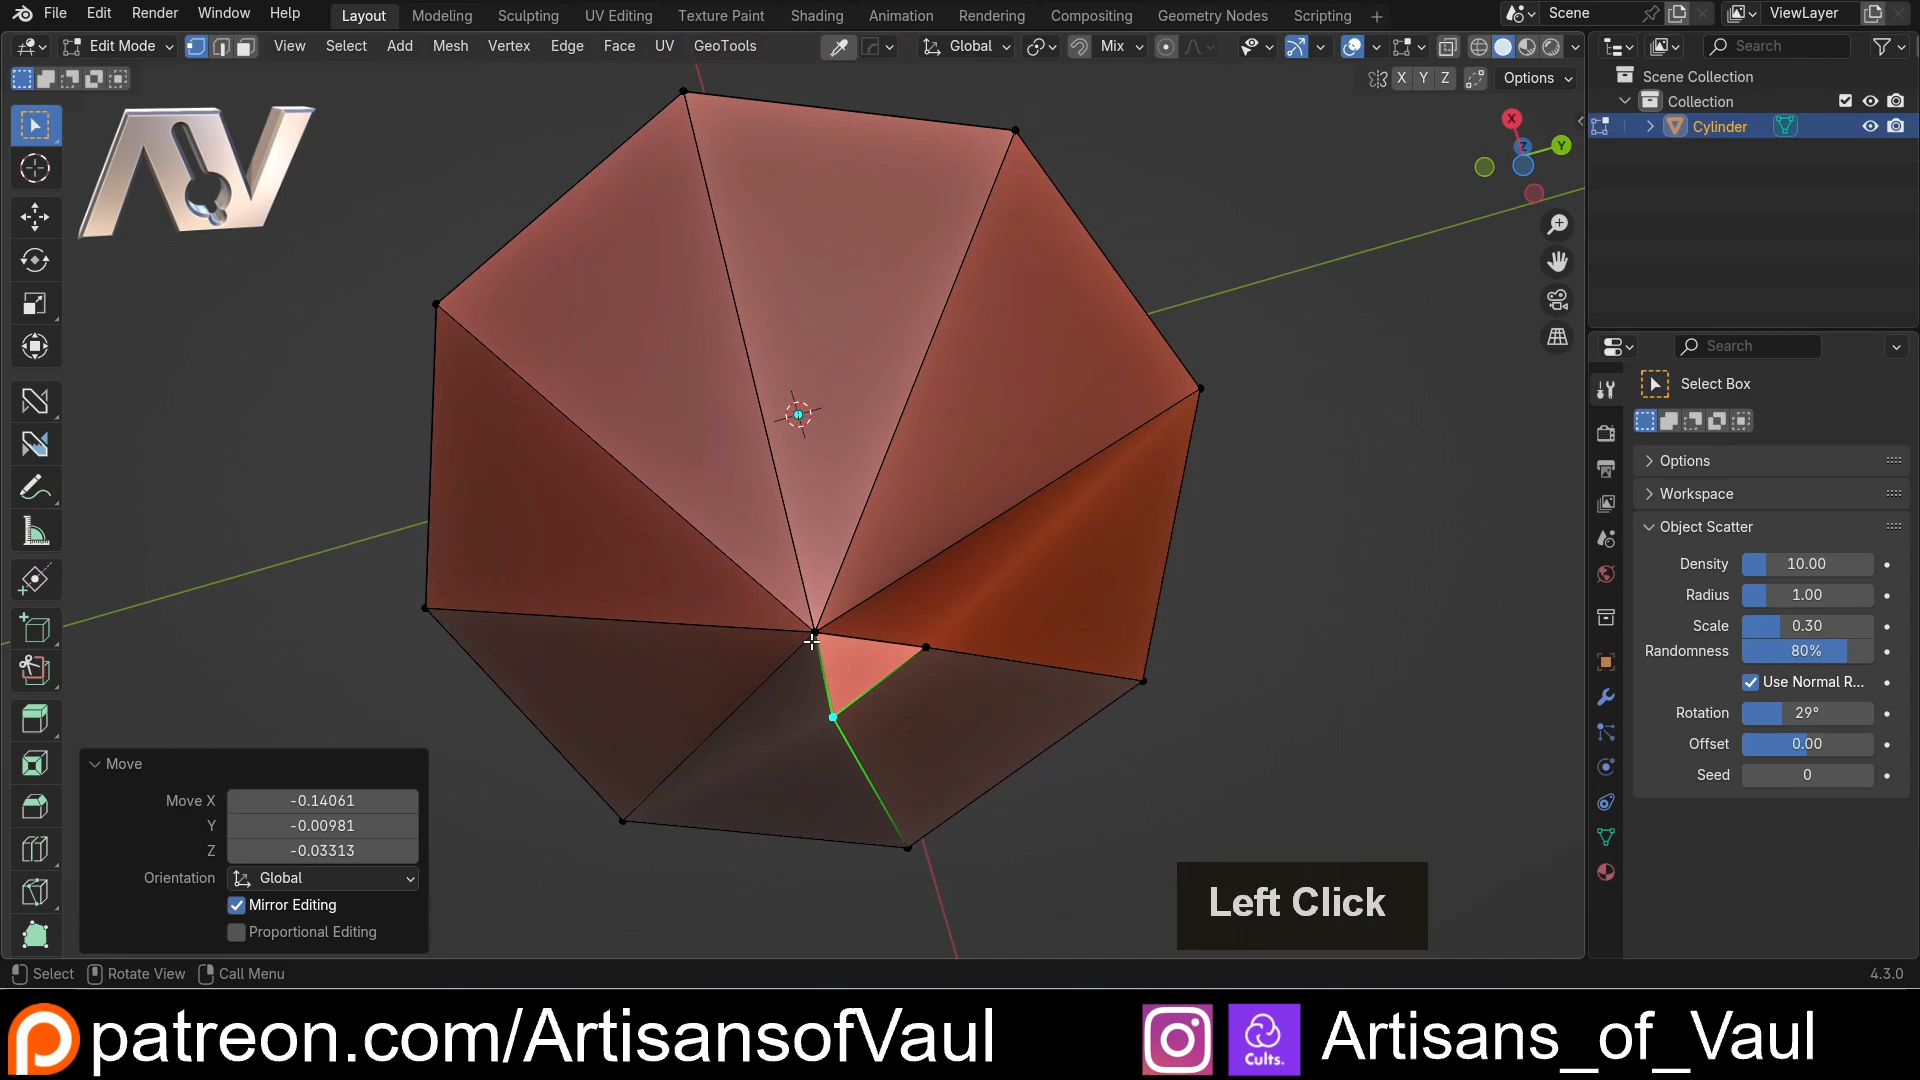 File Edit Render Window Help Layout Modeling Sculpting UV Editing Texture Paint Shading Animation Rendering Compositing Geometry Nodes Scripting + Scene ViewLayer
Edit Mode View Select Add Mesh Vertex Edge Face UV GeoTools Global Mix Search
X Y Z Options
Scene Collection
Collection
Cylinder
X
Y
Z
Search
Select Box
Options
Workspace
Object Scatter
Density 10.00
Radius 1.00
Scale 0.30
Randomness 80%
Use Normal R...
Rotation 29°
Offset 0.00
Seed 0
Move
Move X -0.14061
Y -0.00981
Z -0.03313
Orientation Global
Mirror Editing
Proportional Editing
Left Click
Select Rotate View Call Menu 4.3.0
patreon.com/ArtisansofVaul
Cults.
Artisans_of_Vaul
AV